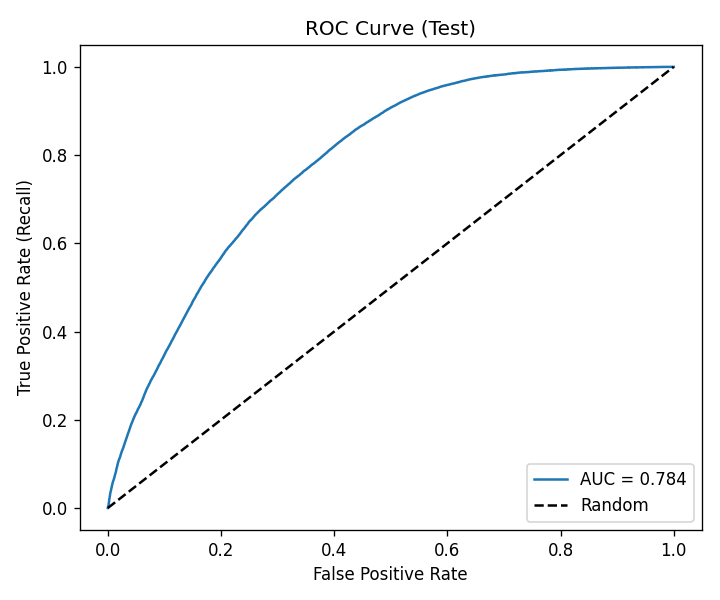 ROC Curve (Test)
True Positive Rate (Recall)
1.0
0.8
0.6
0.4
0.2
0.0
AUC = 0.784
Random
0.0 0.2 0.4 0.6 0.8 1.0
False Positive Rate